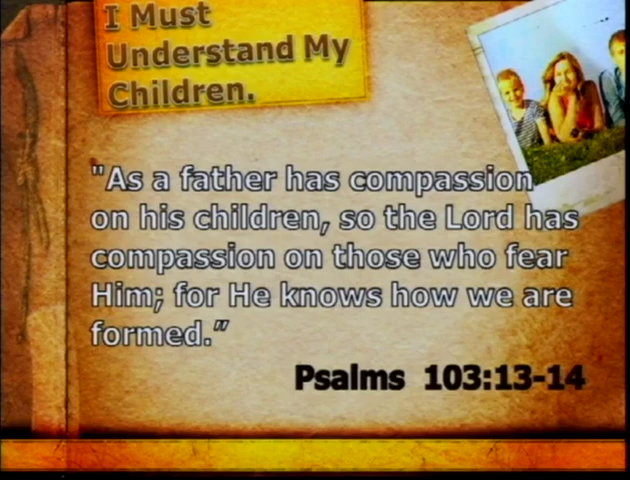 I Must
Understand My
Children.
"As a father has compassion
on his children, so the Lord has
compassion on those who fear
Him; for He knows how we are
formed.”
Psalms 103:13-14